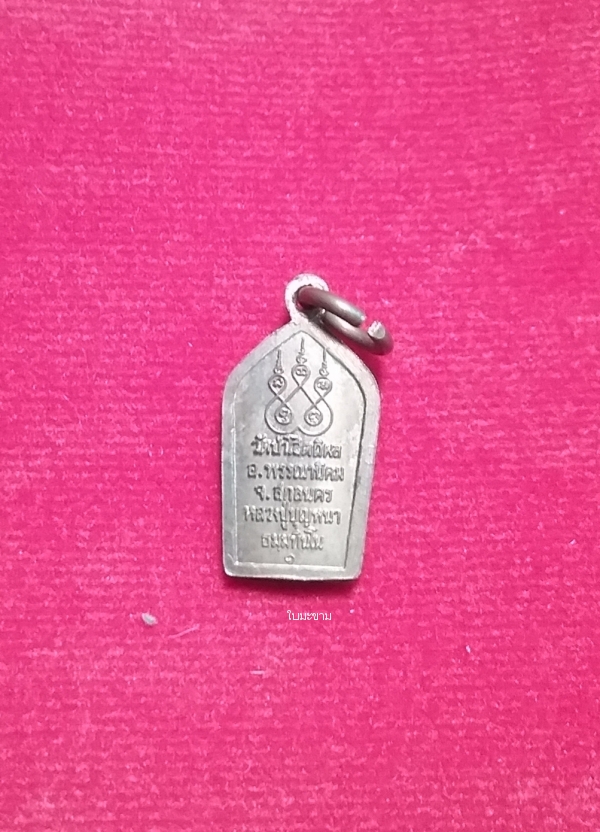 วัดป่าโสตถิผล
อ.พรรณานิคม
จ.สกลนคร
หลวงปู่บุญหนา
ธมฺมทินฺโน
ใบมะขาม